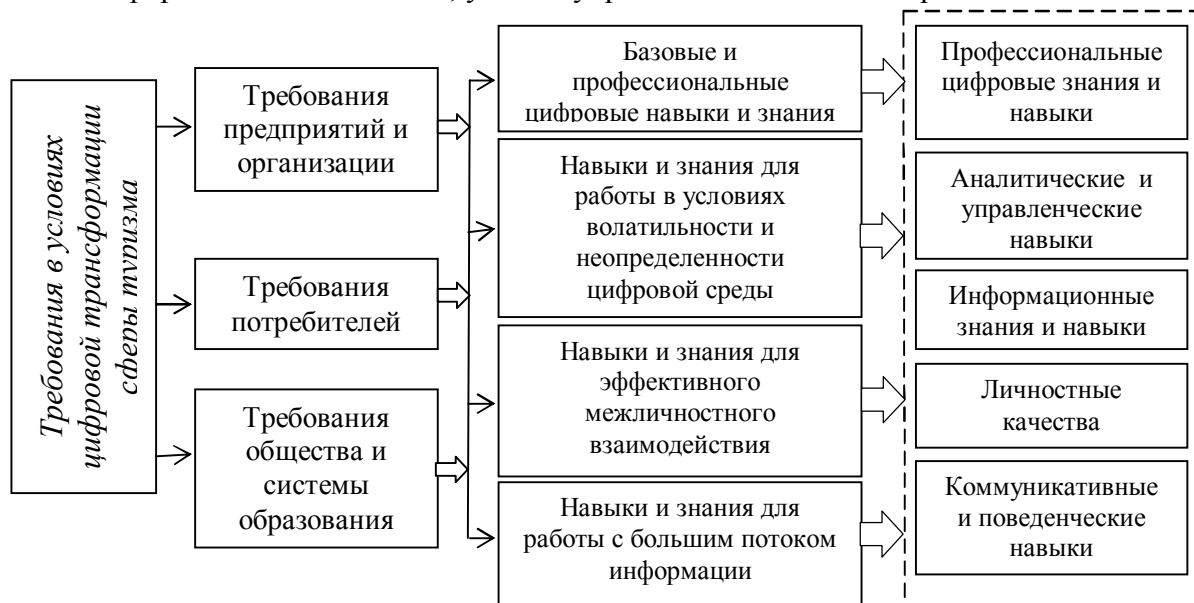 Требования в условиях
цифровой трансформации
сферы туризма
Требования
предприятий и
организации
Требования
потребителей
Требования
общества и
системы
образования
Базовые и
профессиональные
цифровые навыки и знания
Навыки и знания для
работы в условиях
волатильности и
неопределенности
цифровой среды
Навыки и знания для
эффективного
межличностного
взаимодействия
Навыки и знания для
работы с большим потоком
информации
Профессиональные
цифровые знания и
навыки
Аналитические и
управленческие
навыки
Информационные
знания и навыки
Личностные
качества
Коммуникативные
и поведенческие
навыки